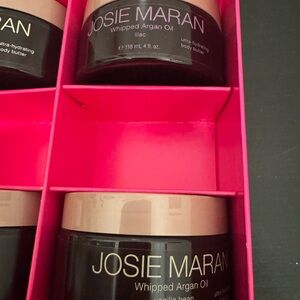 RAN
ultra-hydrating
body butter
JOSIE MARAN
Whipped Argan Oil
lilac
ultra-hydrating
body butter
e 118 mL 4 fl. oz.
JOSIE MARAN
Whipped Argan Oil
vanilla bean